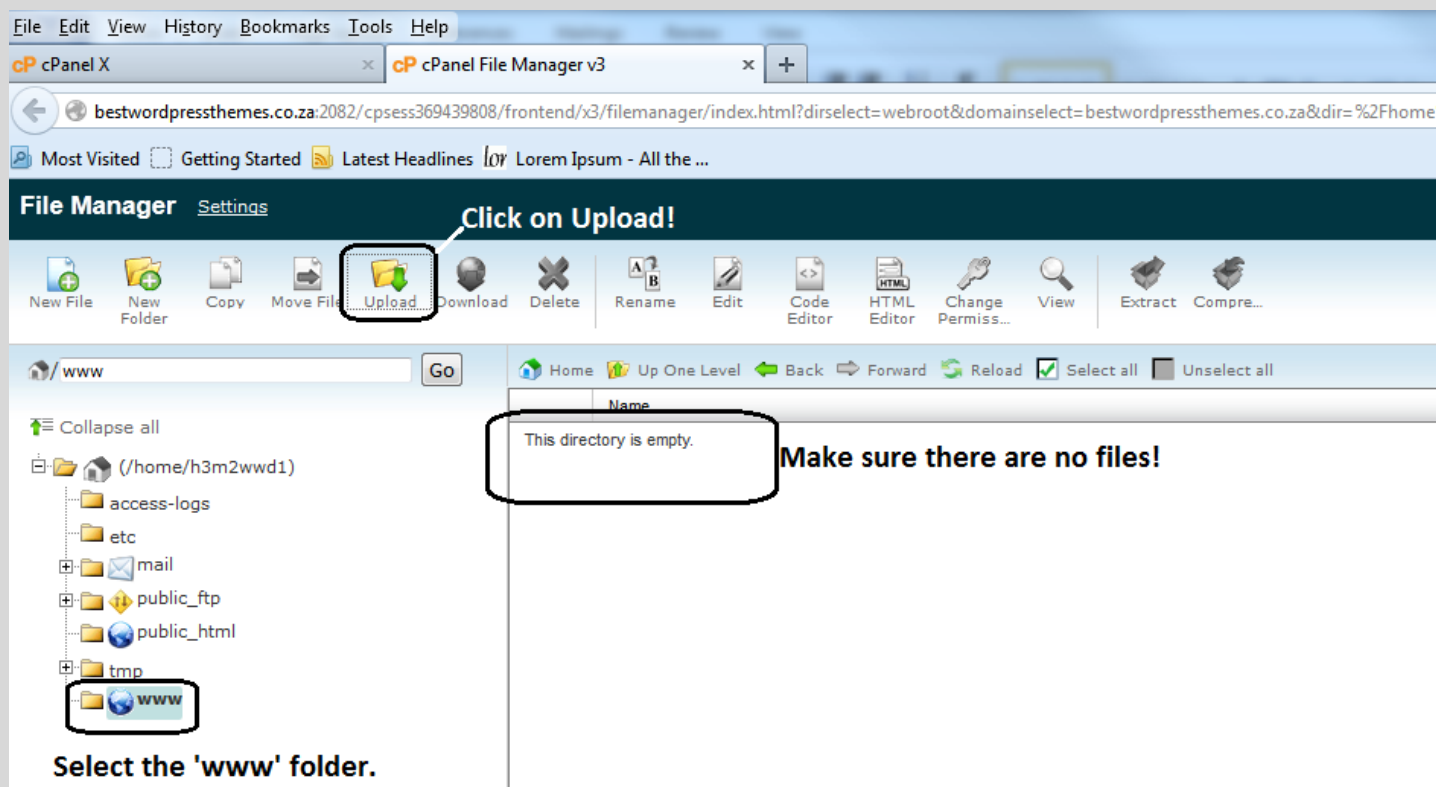 File Edit View History Bookmarks Tools Help
cP cPanel X × cP cPanel File Manager v3 × +
bestwordpressthemes.co.za:2082/cpsess369439808/frontend/x3/filemanager/index.html?dirselect=webroot&domainselect=bestwordpressthemes.co.za&dir=%2Fhome
Most Visited Getting Started Latest Headlines lor Lorem Ipsum - All the ...
File Manager Settings
Click on Upload!
New File New Folder Copy Move File Upload Download Delete Rename Edit Code Editor HTML Editor Change Permiss... View Extract Compre...
/ www Go Home Up One Level Back Forward Reload Select all Unselect all
Name
Collapse all
This directory is empty.
Make sure there are no files!
(/home/h3m2wwd1)
access-logs
etc
mail
public_ftp
public_html
tmp
www
Select the 'www' folder.